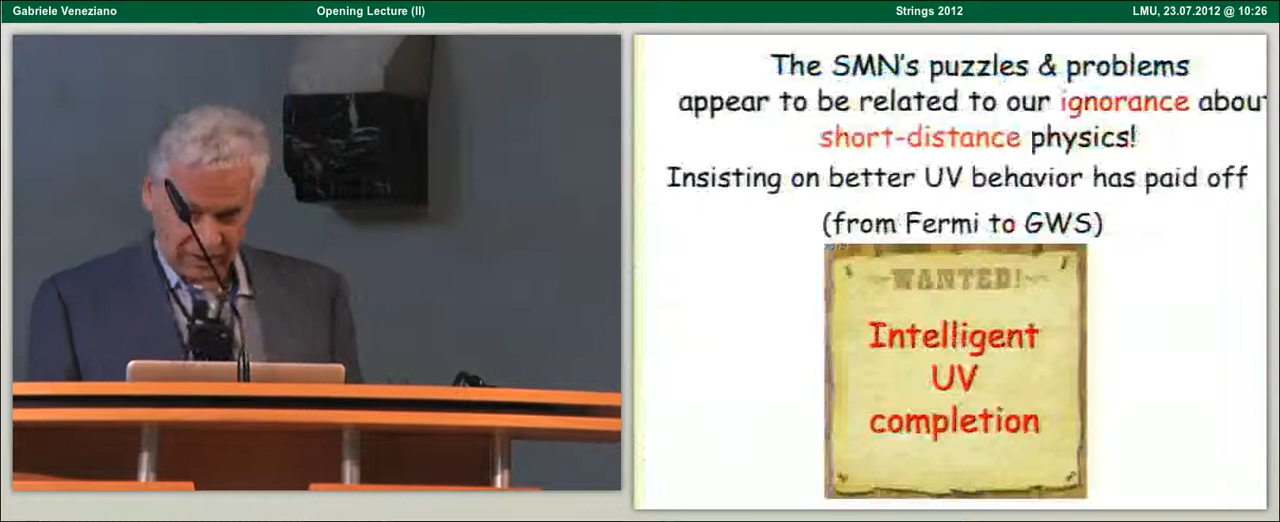 Gabriele Veneziano
Opening Lecture (II)
Strings 2012
LMU, 23.07.2012 @ 10:26
The SMN's puzzles & problems
appear to be related to our ignorance abou
short-distance physics!
Insisting on better UV behavior has paid off
(from Fermi to GWS)
WANTED!
Intelligent
UV
completion